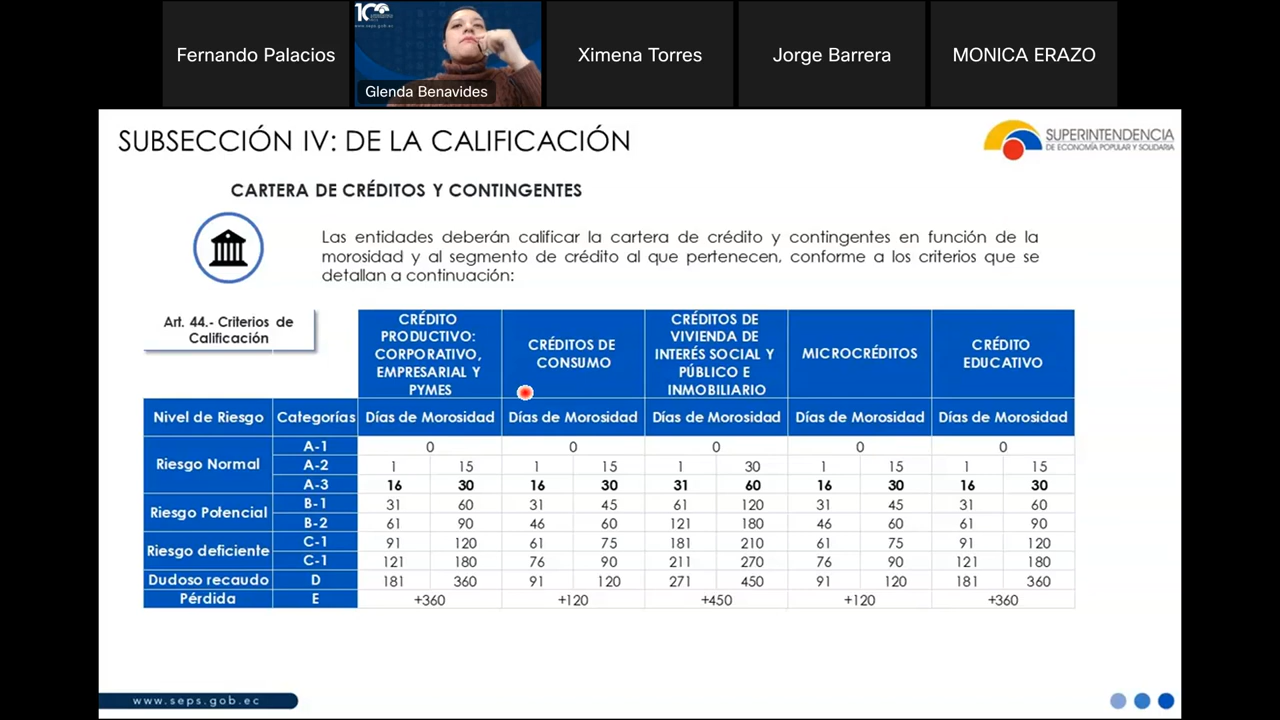 Fernando Palacios
100
www.seps.gob.ec
Glenda Benavides
Ximena Torres
Jorge Barrera
MONICA ERAZO
SUBSECCIÓN IV: DE LA CALIFICACIÓN
SUPERINTENDENCIA
DE ECONOMÍA POPULAR Y SOLIDARIA
CARTERA DE CRÉDITOS Y CONTINGENTES
Las entidades deberán calificar la cartera de crédito y contingentes en función de la
morosidad y al segmento de crédito al que pertenecen, conforme a los criterios que se
detallan a continuación:
Art. 44.- Criterios de
Calificación
CRÉDITO
PRODUCTIVO:
CORPORATIVO,
EMPRESARIAL Y
PYMES
CRÉDITOS DE
CONSUMO
CRÉDITOS DE
VIVIENDA DE
INTERÉS SOCIAL Y
PÚBLICO E
INMOBILIARIO
MICROCRÉDITOS
CRÉDITO
EDUCATIVO
Nivel de Riesgo Categorías Días de Morosidad Días de Morosidad Días de Morosidad Días de Morosidad Días de Morosidad
Riesgo Normal
A-1 0 0 0 0 0
A-2 1 15 1 15 1 30 1 15 1 15
A-3 16 30 16 30 31 60 16 30 16 30
Riesgo Potencial
B-1 31 60 31 45 61 120 31 45 31 60
B-2 61 90 46 60 121 180 46 60 61 90
Riesgo deficiente
C-1 91 120 61 75 181 210 61 75 91 120
C-1 121 180 76 90 211 270 76 90 121 180
Dudoso recaudo D 181 360 91 120 271 450 91 120 181 360
Pérdida E +360 +120 +450 +120 +360
www.seps.gob.ec